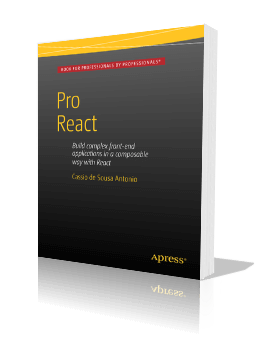 BOOK FOR PROFESSIONALS BY PROFESSIONALS®
Pro
React
Build complex front-end
applications in a composable
way with React
Cassio de Sousa Antonio
Apress®